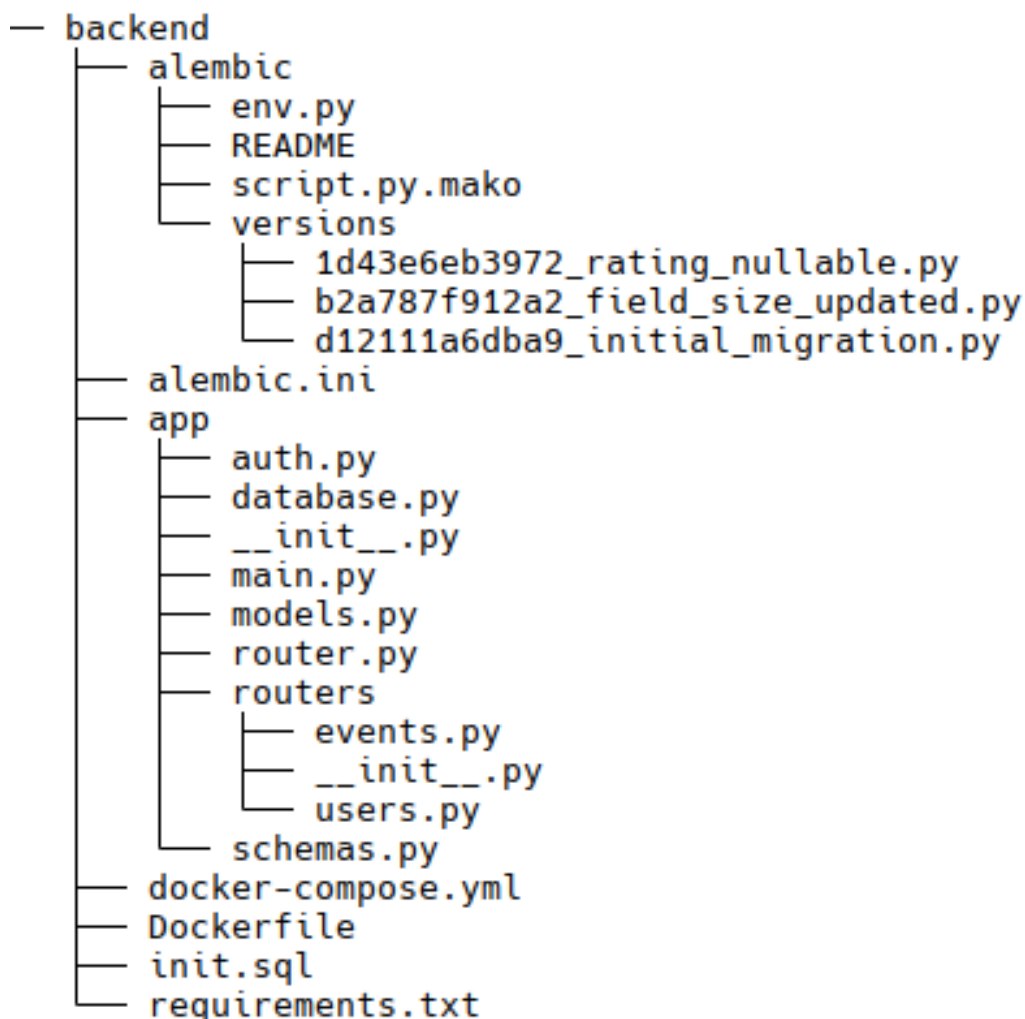 backend
alembic
env.py
README
script.py.mako
versions
1d43e6eb3972_rating_nullable.py
b2a787f912a2_field_size_updated.py
d12111a6dba9_initial_migration.py
alembic.ini
app
auth.py
database.py
__init__.py
main.py
models.py
router.py
routers
events.py
__init__.py
users.py
schemas.py
docker-compose.yml
Dockerfile
init.sql
requirements.txt